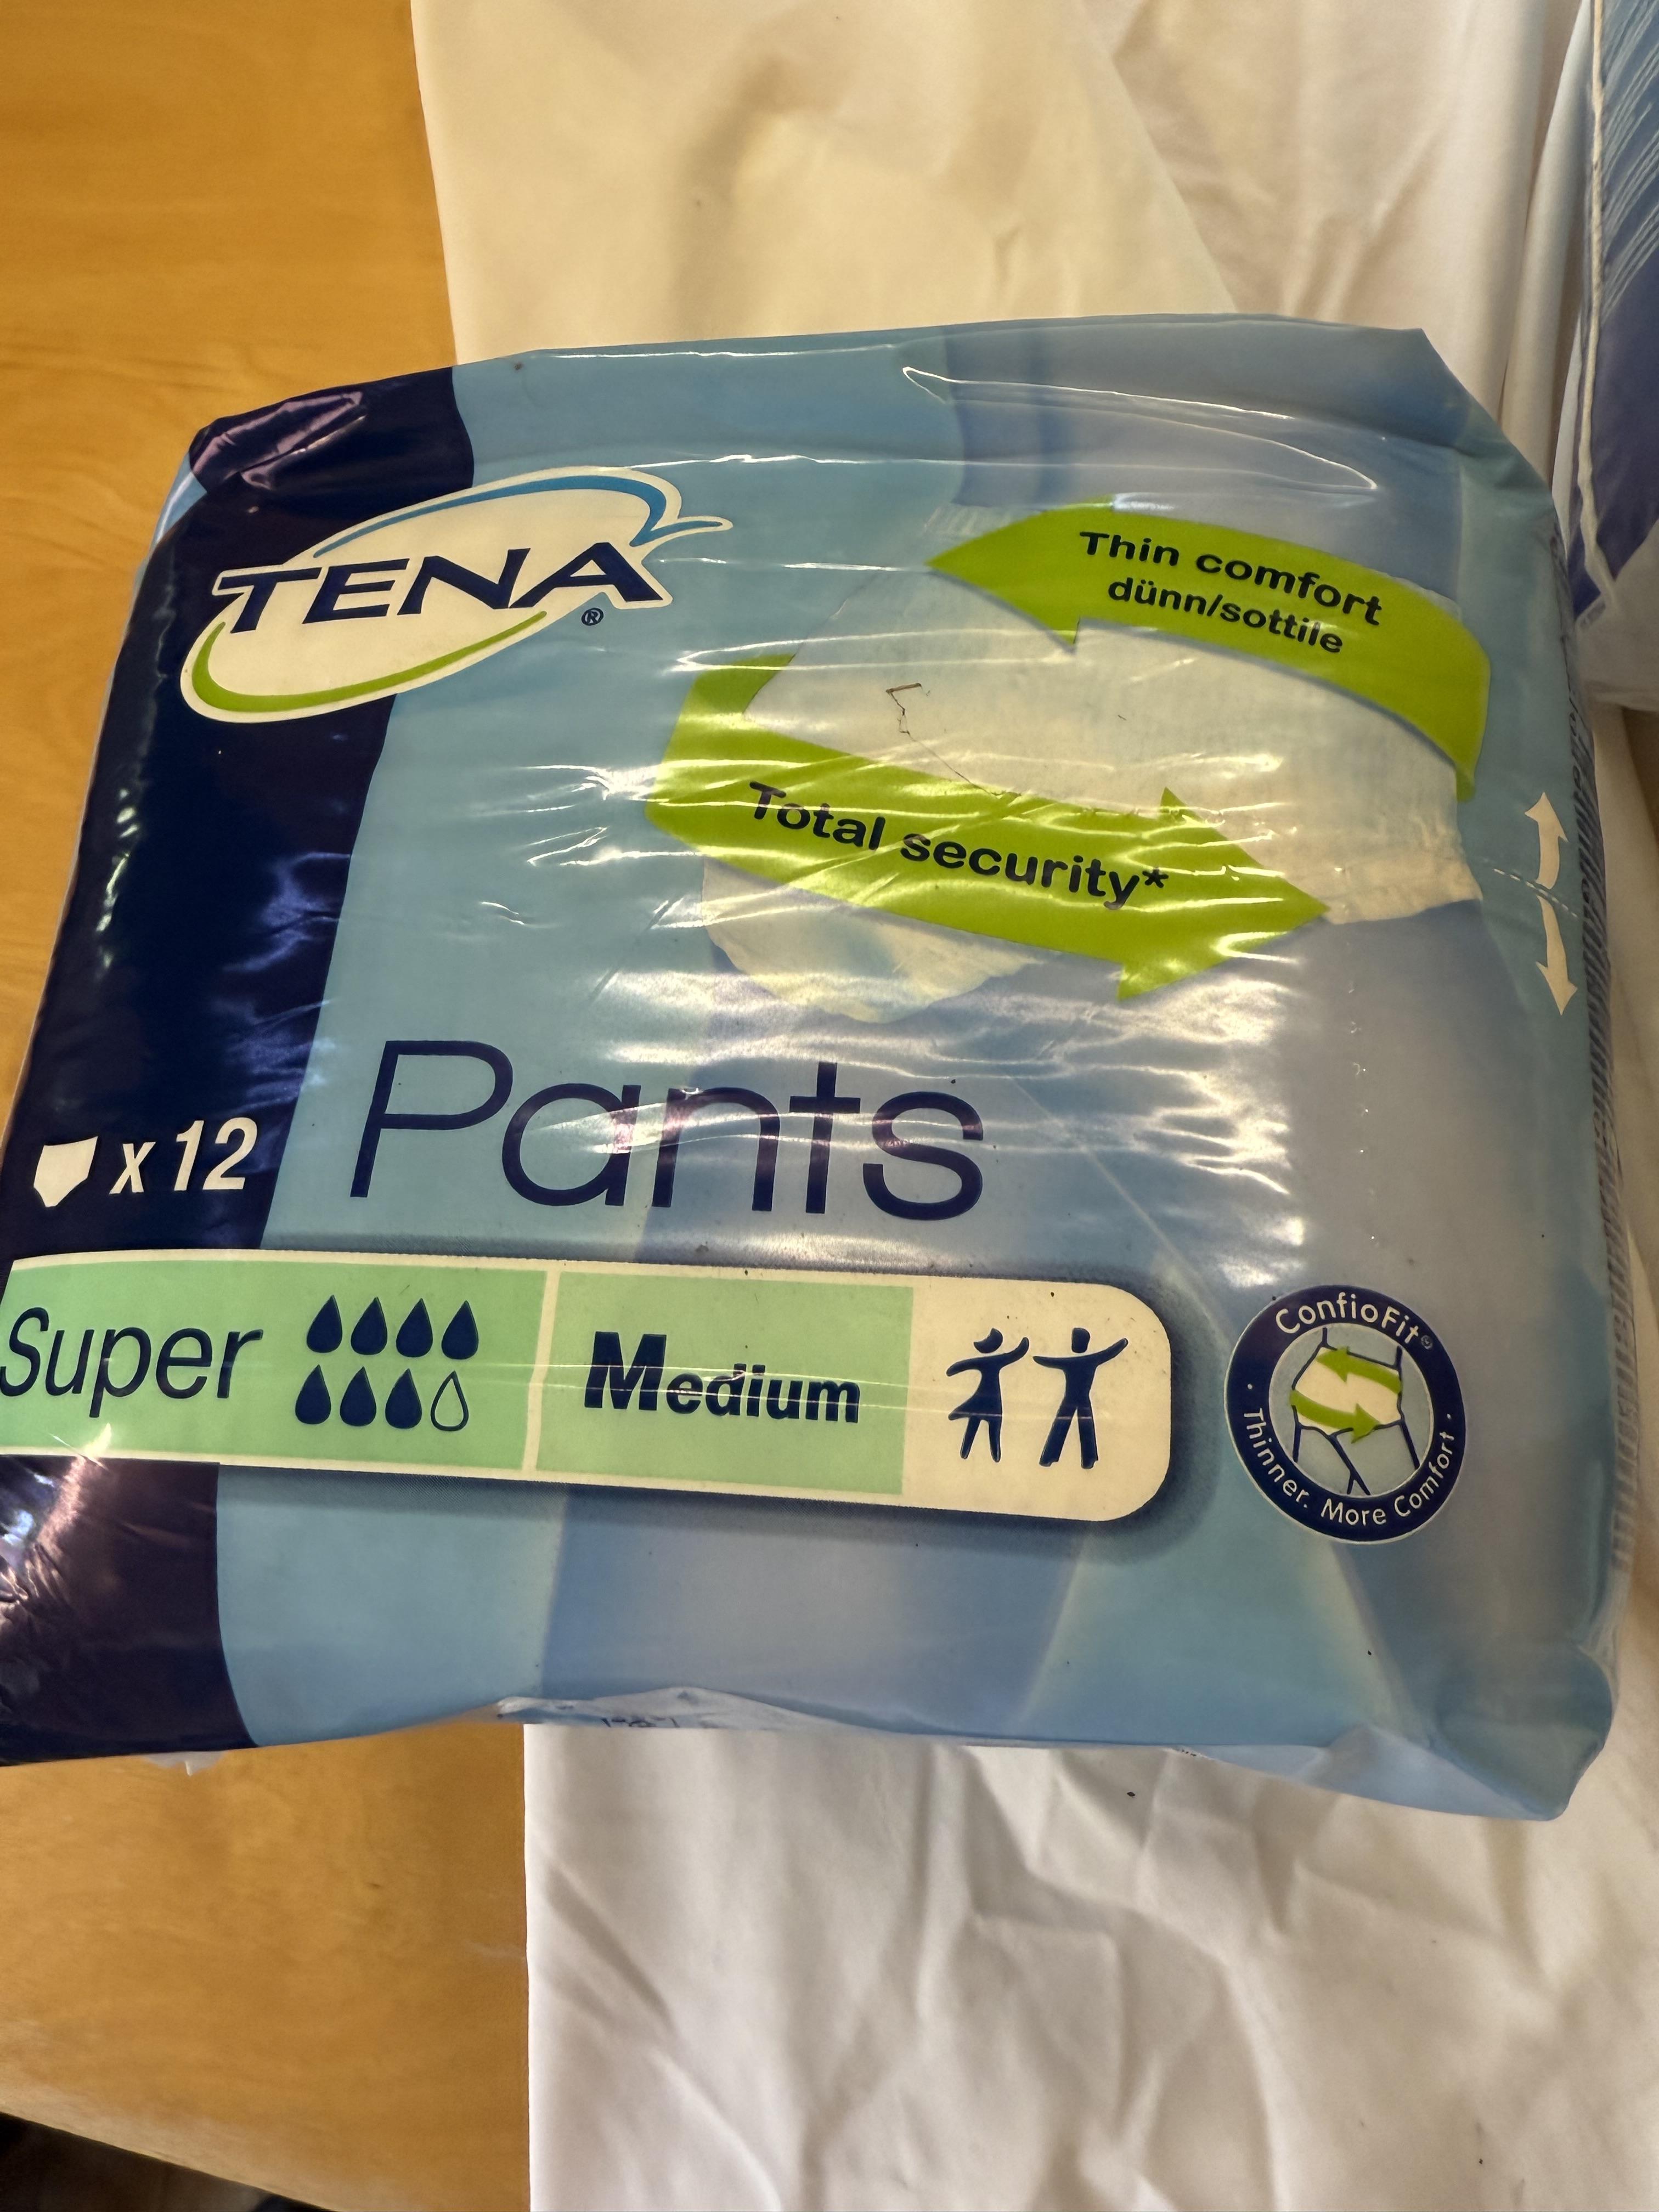 TENA®
Thin comfort
dünn/sottile
Total security*
Pants
x 12
Super
Medium
ConfioFit®
Thinner. More Comfort.